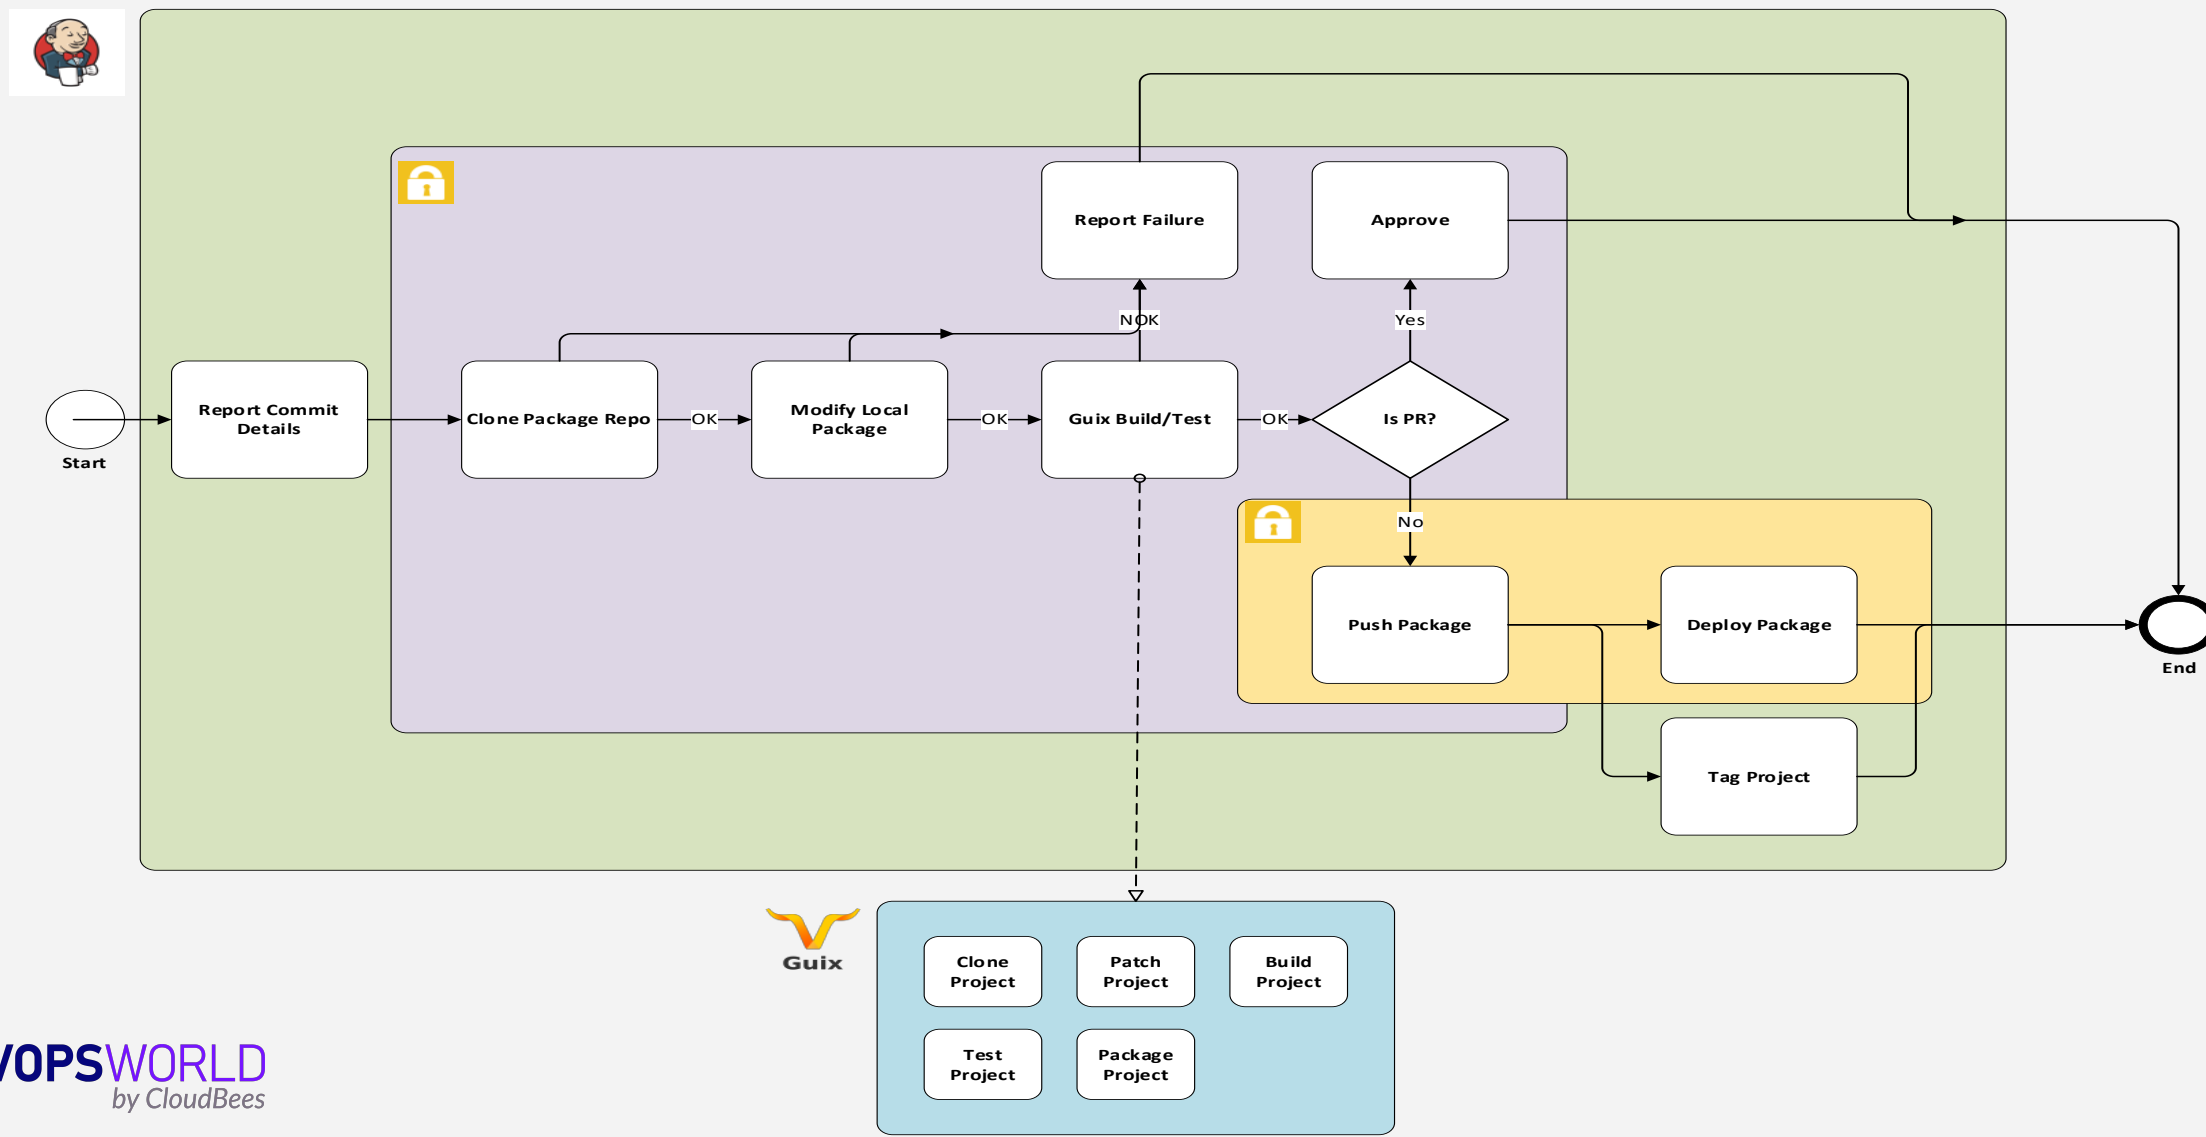 Report Failure
Approve
NOK
Yes
Report Commit
Details
Clone Package Repo
OK
Modify Local
Package
OK
Guix Build/Test
OK
Is PR?
Start
No
Push Package
Deploy Package
End
Tag Project
Guix
Clone
Project
Patch
Project
Build
Project
Test
Project
Package
Project
VOPSWORLD
by CloudBees